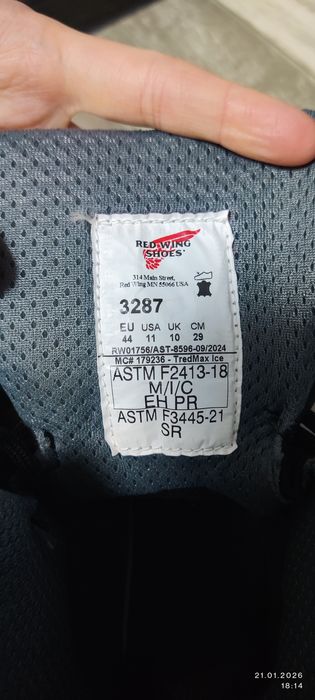 RED WING
SHOES®
314 Main Street,
Red Wing MN 55066 USA
3287
EU USA UK CM
44 11 10 29
RW01756/AST-8596-09/2024
MC# 179236 - TredMax Ice
ASTM F2413-18
M/I/C
EH PR
ASTM F3445-21
SR
21.01.2026
18:14